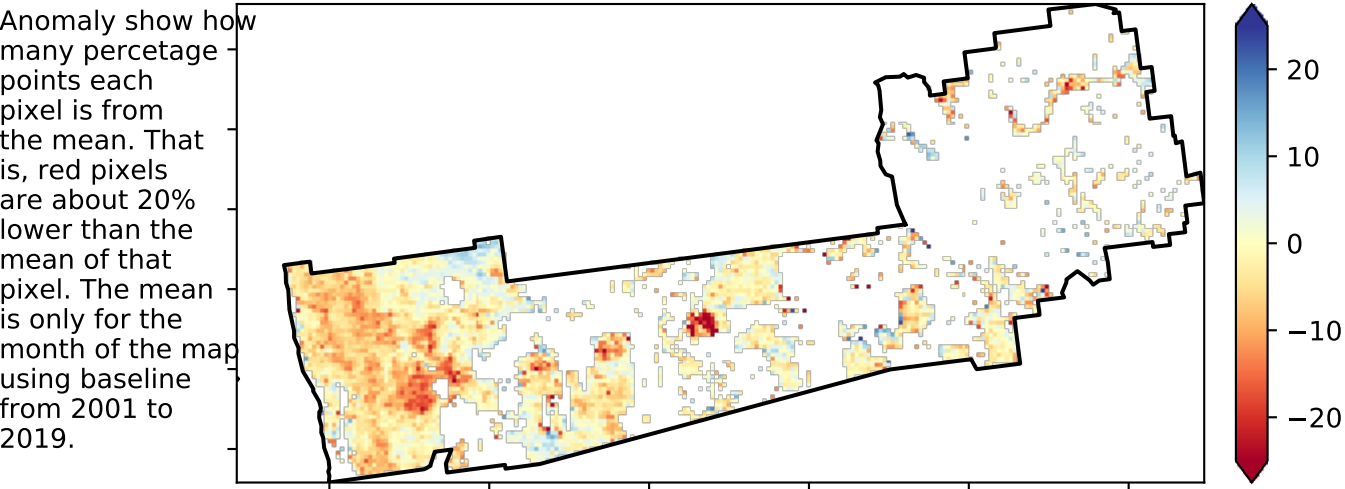 Anomaly show how
many percetage
points each
pixel is from
the mean. That
is, red pixels
are about 20%
lower than the
mean of that
pixel. The mean
is only for the
month of the map
using baseline
from 2001 to
2019.
20
10
0
−10
−20